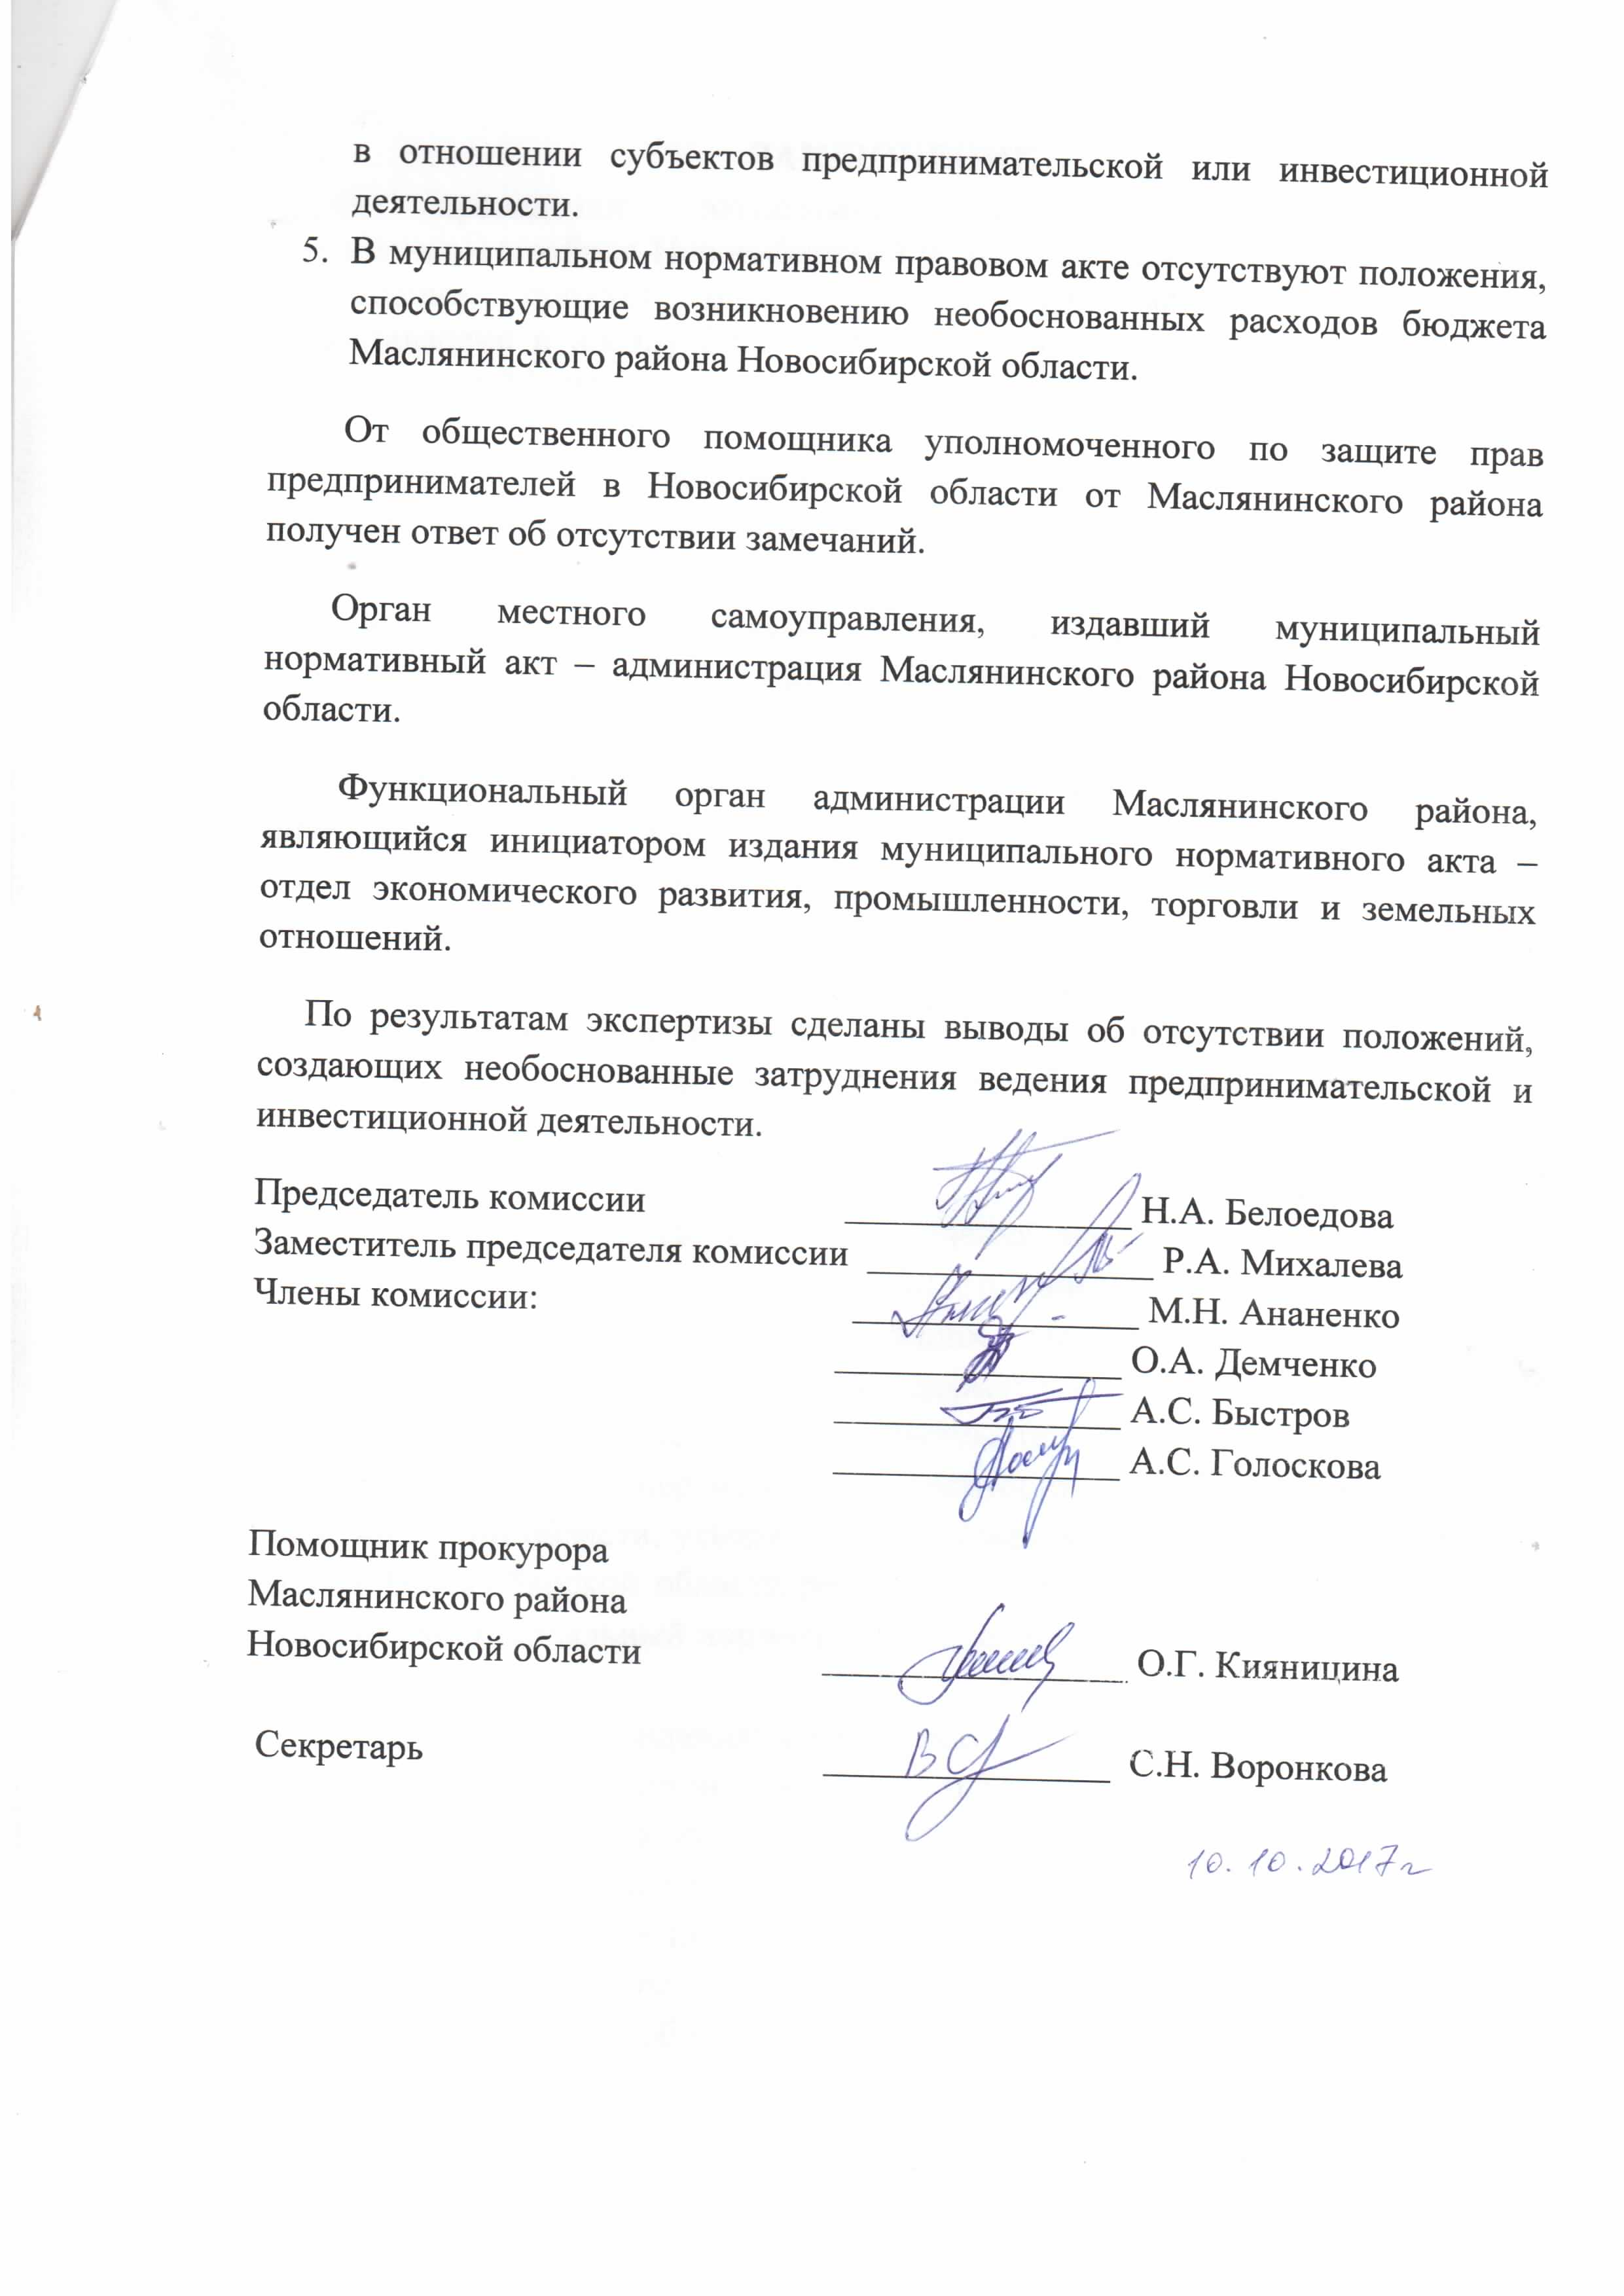 в отношении субъектов предпринимательской или инвестиционной
деятельности.
5. В муниципальном нормативном правовом акте отсутствуют положения,
способствующие возникновению необоснованных расходов бюджета
Маслянинского района Новосибирской области.
От общественного помощника уполномоченного по защите прав
предпринимателей в Новосибирской области от Маслянинского района
получен ответ об отсутствии замечаний.
Орган местного самоуправления, издавший муниципальный
нормативный акт – администрация Маслянинского района Новосибирской
области.
Функциональный орган администрации Маслянинского района,
являющийся инициатором издания муниципального нормативного акта –
отдел экономического развития, промышленности, торговли и земельных
отношений.
По результатам экспертизы сделаны выводы об отсутствии положений,
создающих необоснованные затруднения ведения предпринимательской и
инвестиционной деятельности.
Председатель комиссии Н.А. Белоедова
Заместитель председателя комиссии Р.А. Михалева
Члены комиссии: М.Н. Ананенко
О.А. Демченко
А.С. Быстров
А.С. Голоскова
Помощник прокурора
Маслянинского района
Новосибирской области О.Г. Кияницина
Секретарь С.Н. Воронкова
10.10.2017г